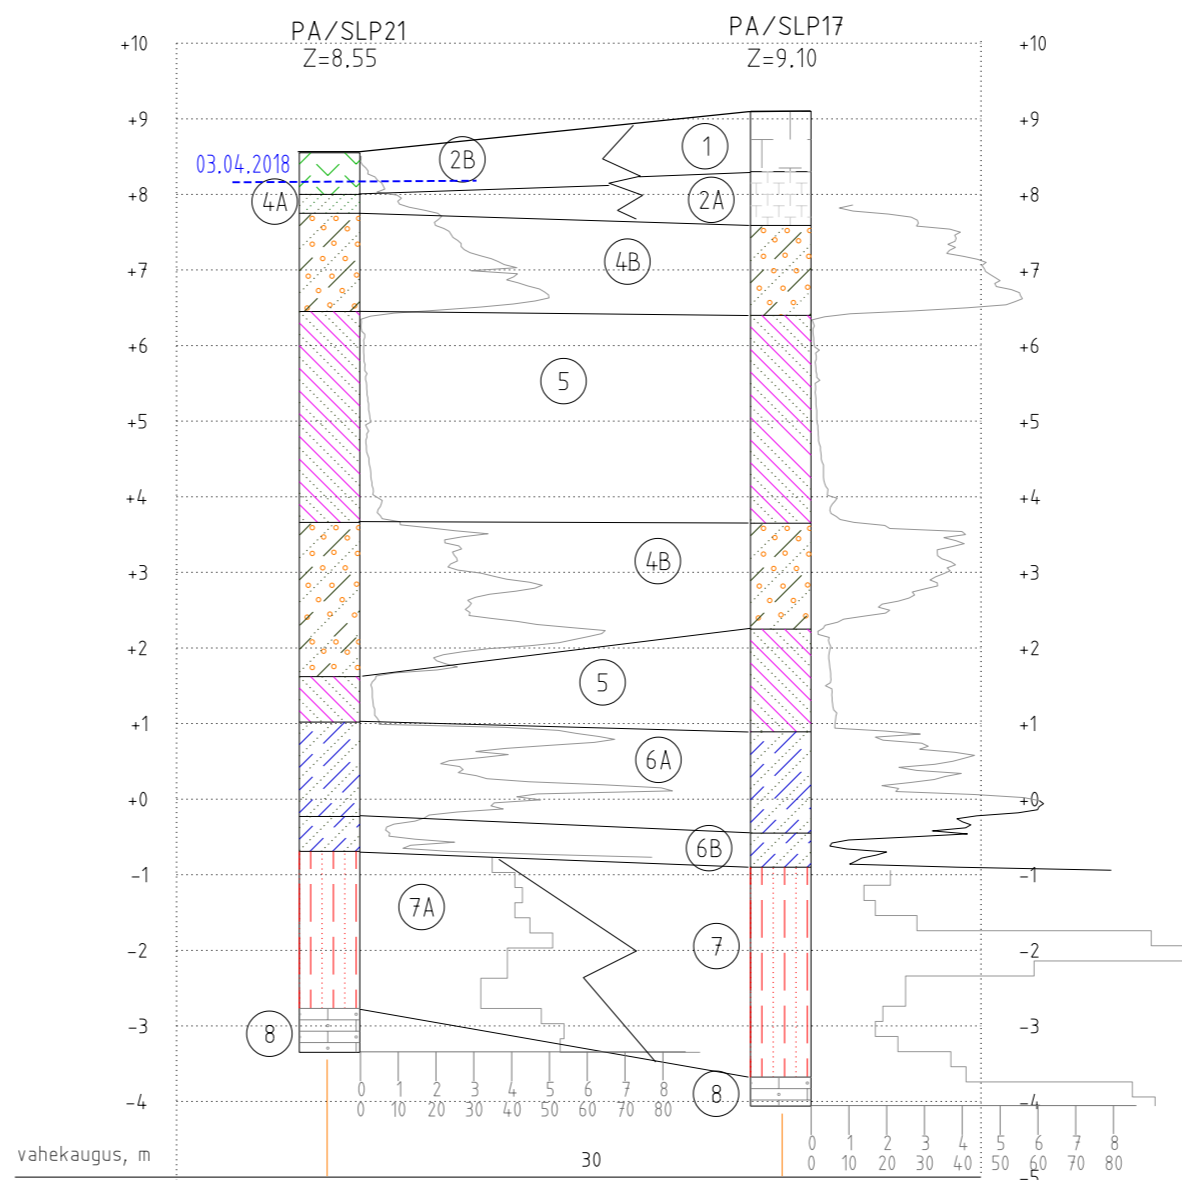 PA/SLP21 PA/SLP17
+10 Z=8.55 Z=9.10 +10
+9 +9
1
03.04.2018 2B
+8 4A 2A +8
4B
+7 +7
+6 +6
5
+5 +5
+4 +4
4B
+3 +3
+2 +2
5
+1 +1
6A
+0 +0
6B
-1 -1
7A
7
-2 -2
8
-3 -3
0 1 2 3 4 5 6 7 8
0 10 20 30 40 50 60 70 80
8
-4 -4
0 1 2 3 4 5 6 7 8
0 10 20 30 40 50 60 70 80
vahekaugus, m 30
-5